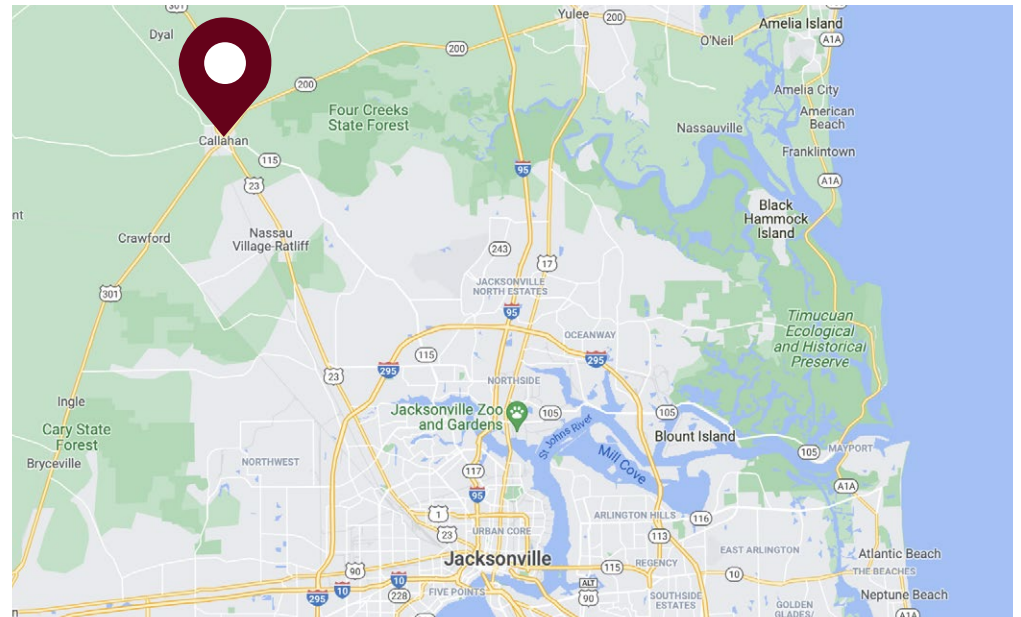 301
Yulee
200
Amelia Island
Dyal
O'Neil
A1A
200
200
Amelia City
Four Creeks
State Forest
American
Beach
Callahan
Nassauville
115
Franklintown
95
23
A1A
Black
Hammock
Island
nt
Crawford
Nassau
Village-Ratliff
243
17
JACKSONVILLE
NORTH ESTATES
301
95
Timucuan
Ecological
and Historical
Preserve
OCEANWAY
115
295
295
23
NORTHSIDE
Ingle
Jacksonville Zoo
and Gardens
105
105
Cary State
Forest
St Johns River
Blount Island
Bryceville
NORTHWEST
Mill Cove
105
MAYPORT
117
A1A
95
1
ARLINGTON HILLS
116
23
URBAN CORE
113
EAST ARLINGTON
Jacksonville
Atlantic Beach
90
115
REGENCY
10
THE BEACHES
10
ALT
90
295
10
228
FIVE POINTS
SOUTHSIDE
ESTATES
Neptune Beach
GOLDEN
GLADES/
A1A
n